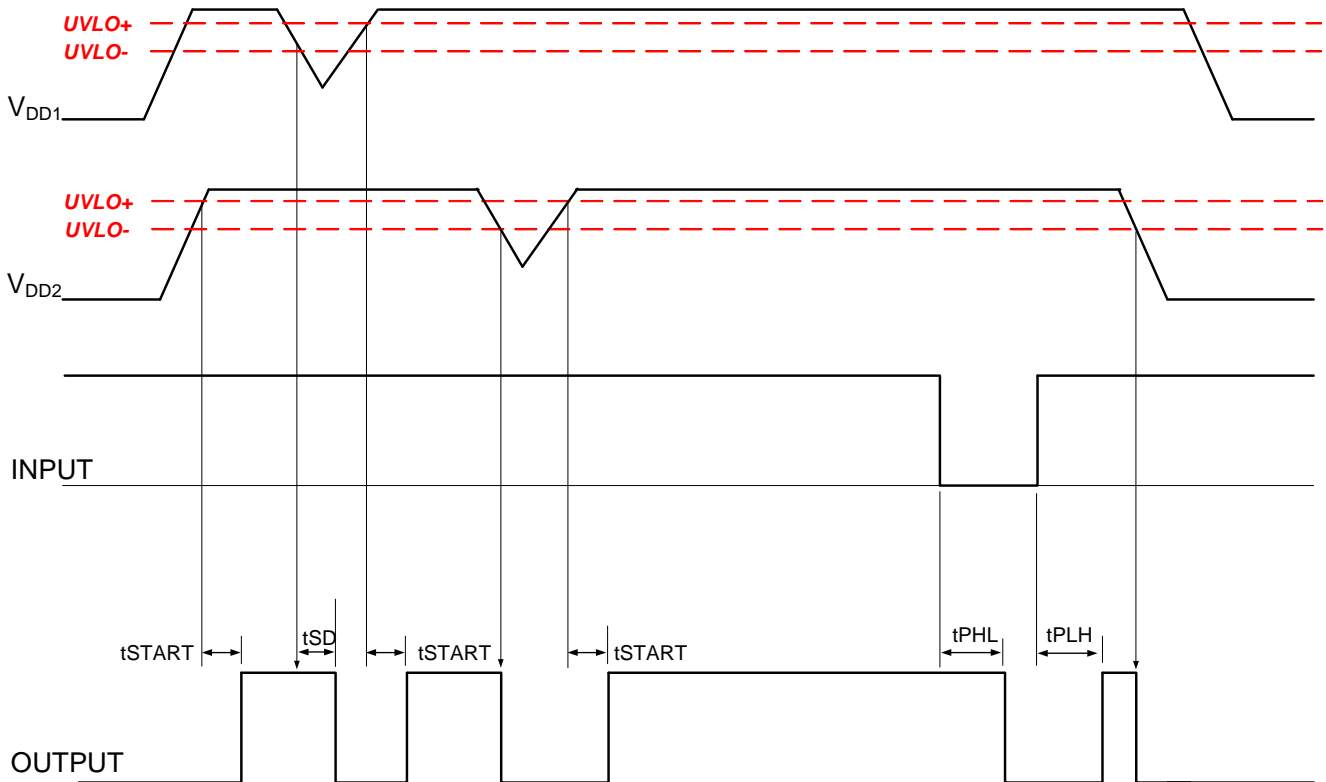 UVLO+
UVLO-
VDD1
UVLO+
UVLO-
VDD2
INPUT
tSTART
tSD
tSTART
tSTART
tPHL
tPLH
OUTPUT